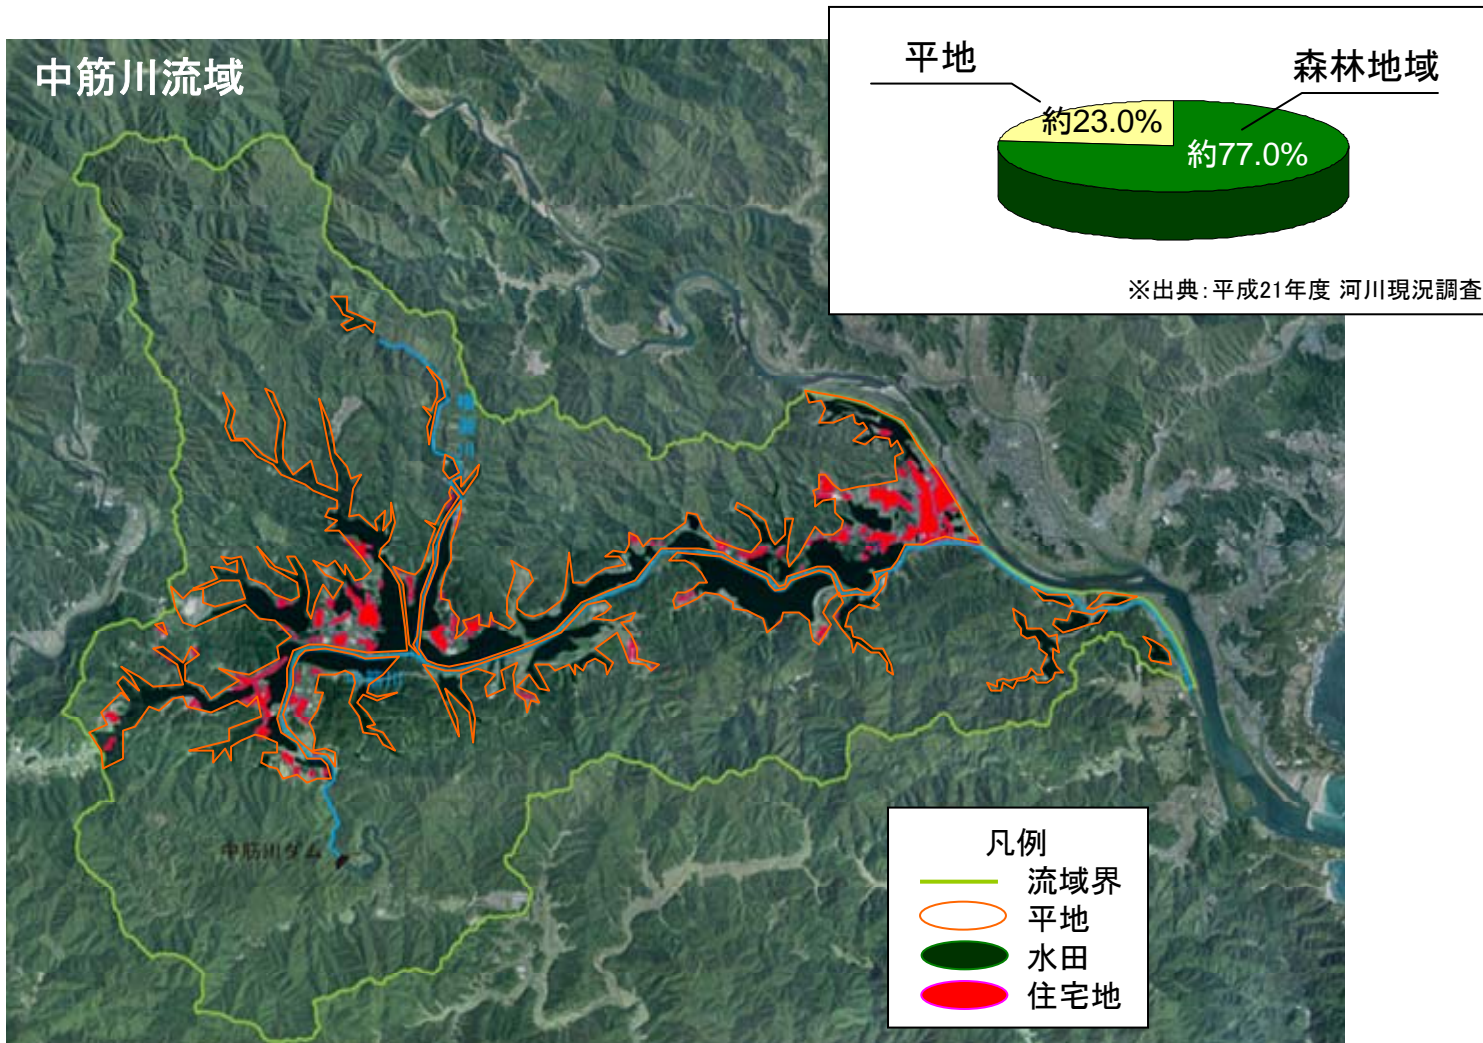 中筋川流域
平地
森林地域
約23.0%
約77.0%
※出典：平成21年度 河川現況調査
中筋川ダム
凡例
流域界
平地
水田
住宅地